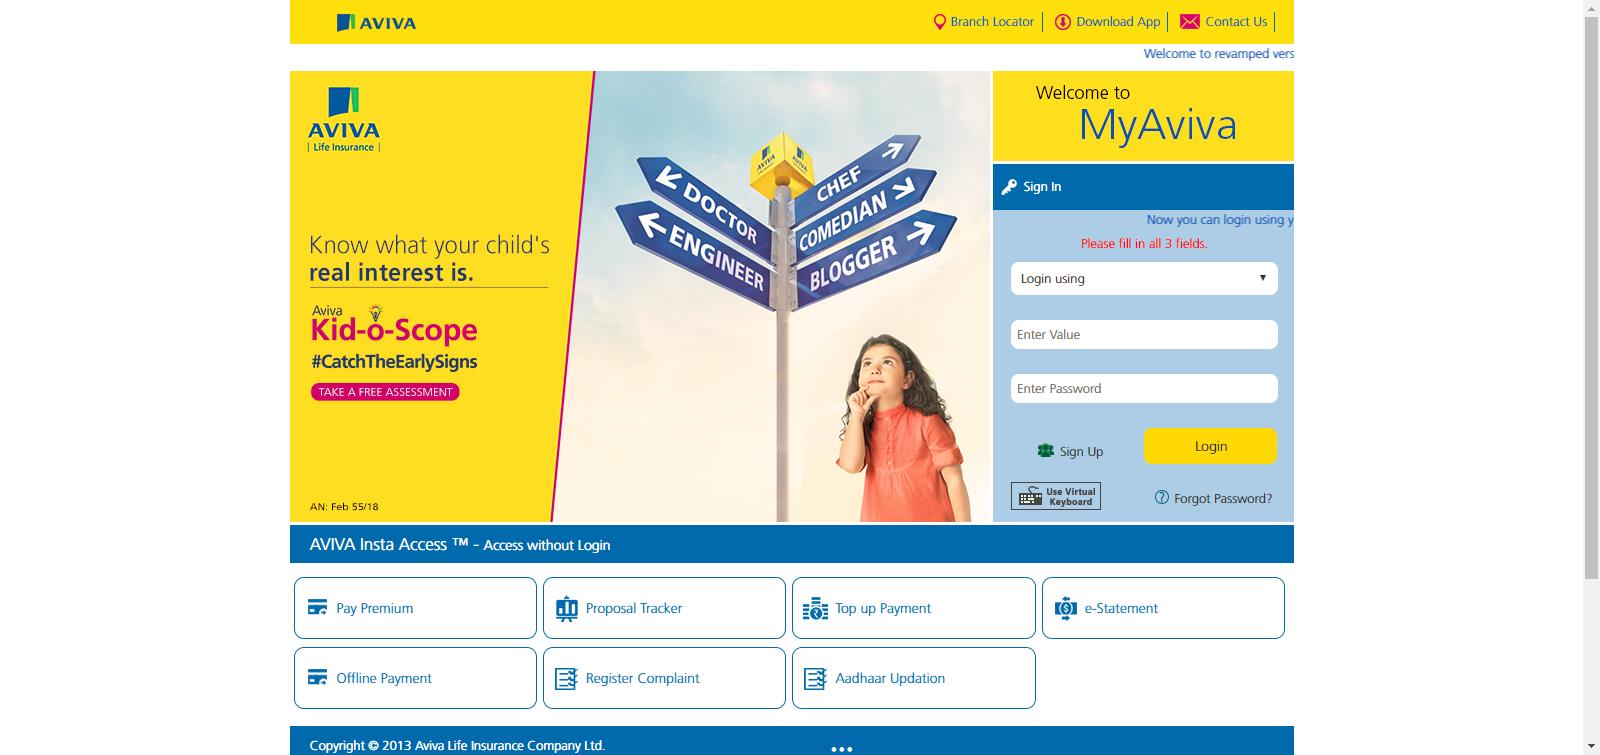 AVIVA
Branch Locator
Download App
Contact Us
Welcome to revamped vers
AVIVA
Life Insurance
Know what your child's
real interest is.
Aviva
Kid-o-Scope
#CatchTheEarlySigns
TAKE A FREE ASSESSMENT
AN: Feb 55/18
AVIVA
AVIVA
DOCTOR
ENGINEER
CHEF
COMEDIAN
BLOGGER
Welcome to
MyAviva
Sign In
Now you can login using y
Please fill in all 3 fields.
Login using
Enter Value
Enter Password
Sign Up
Login
Use Virtual
Keyboard
Forgot Password?
AVIVA Insta Access ™ - Access without Login
Pay Premium
Proposal Tracker
Top up Payment
e-Statement
Offline Payment
Register Complaint
Aadhaar Updation
Copyright © 2013 Aviva Life Insurance Company Ltd.